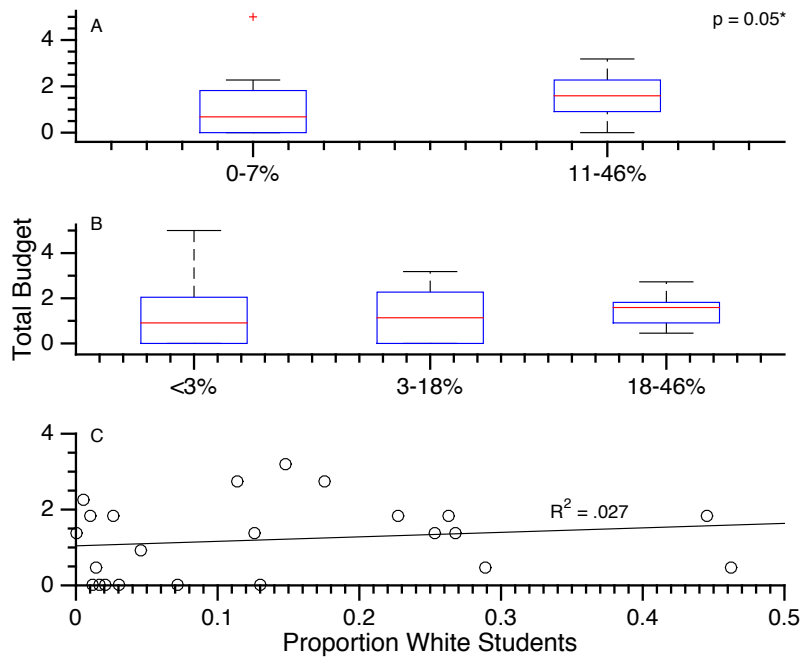 A
p = 0.05*
4
2
0
0-7%
11-46%
B
Total Budget
4
2
0
<3%
3-18%
18-46%
C
4
R² = .027
2
0
0
0.1
0.2
0.3
0.4
0.5
Proportion White Students